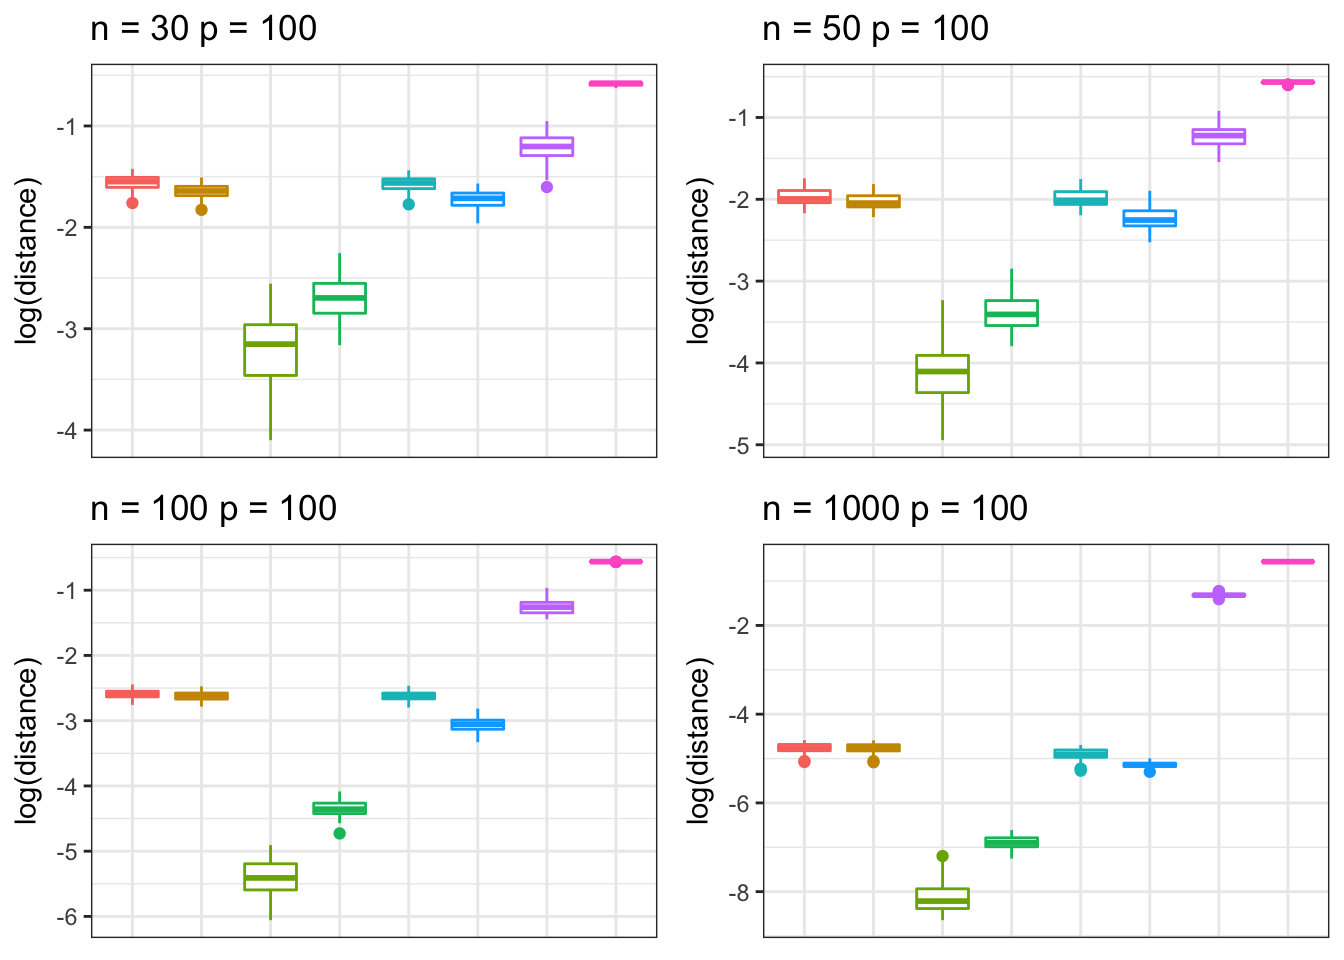 n = 30 p = 100
log(distance)
-1
-2
-3
-4
n = 50 p = 100
log(distance)
-1
-2
-3
-4
-5
n = 100 p = 100
log(distance)
-1
-2
-3
-4
-5
-6
n = 1000 p = 100
log(distance)
-2
-4
-6
-8